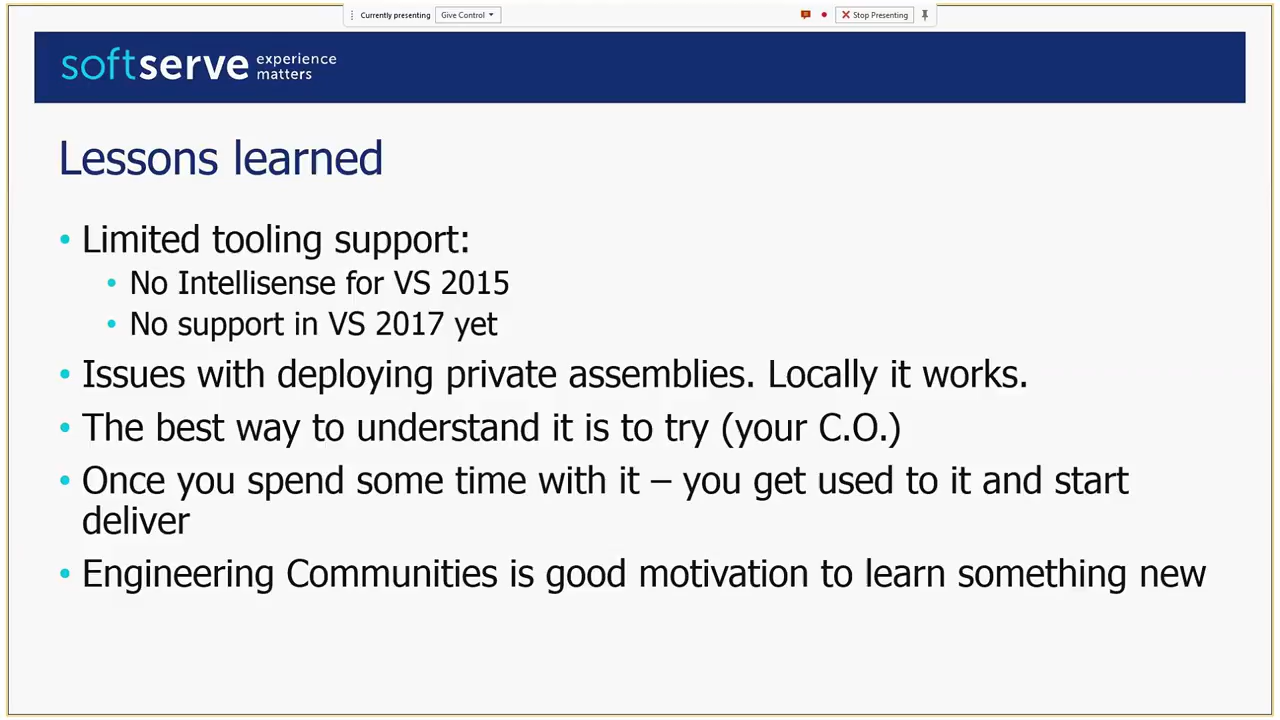 Currently presenting Give Control Stop Presenting
softserve experience matters
Lessons learned
• Limited tooling support:
• No Intellisense for VS 2015
• No support in VS 2017 yet
• Issues with deploying private assemblies. Locally it works.
• The best way to understand it is to try (your C.O.)
• Once you spend some time with it – you get used to it and start
deliver
• Engineering Communities is good motivation to learn something new